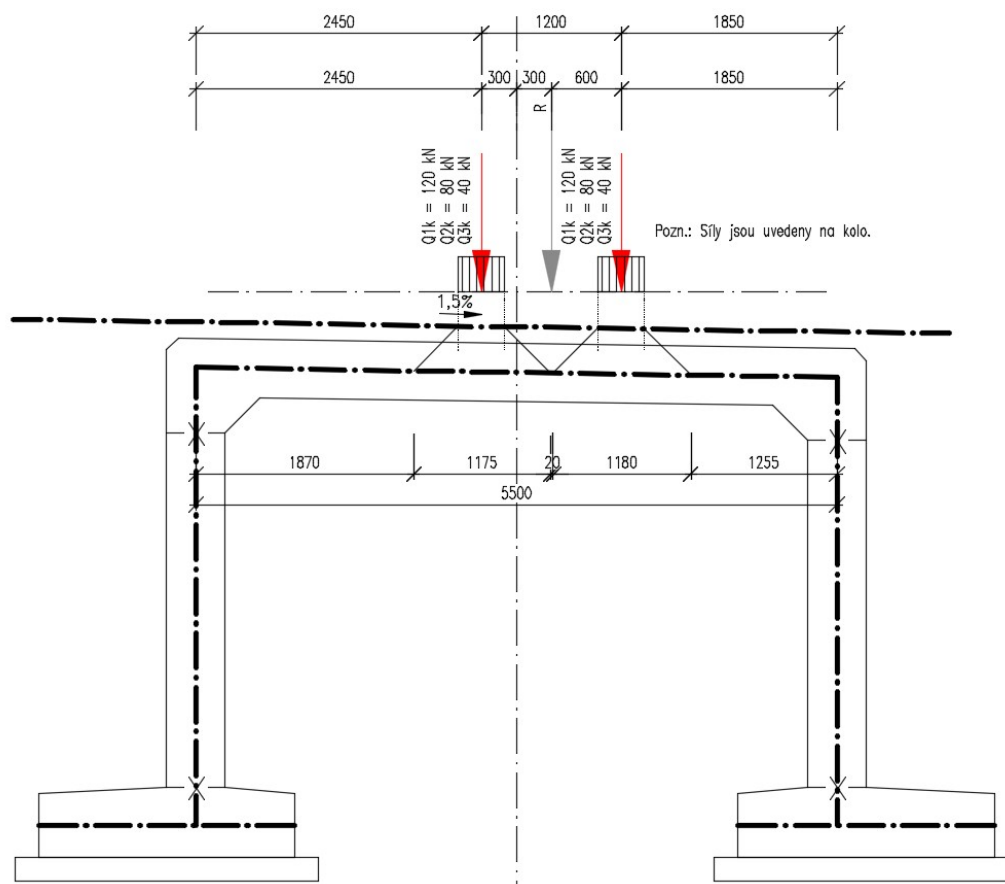 2450 1200 1850
2450 300 300 600 1850
R
Q1k = 120 kN
Q2k = 80 kN
Q3k = 40 kN
Q1k = 120 kN
Q2k = 80 kN
Q3k = 40 kN
Pozn.: Síly jsou uvedeny na kolo.
1,5%
1870 1175 20 1180 1255
5500